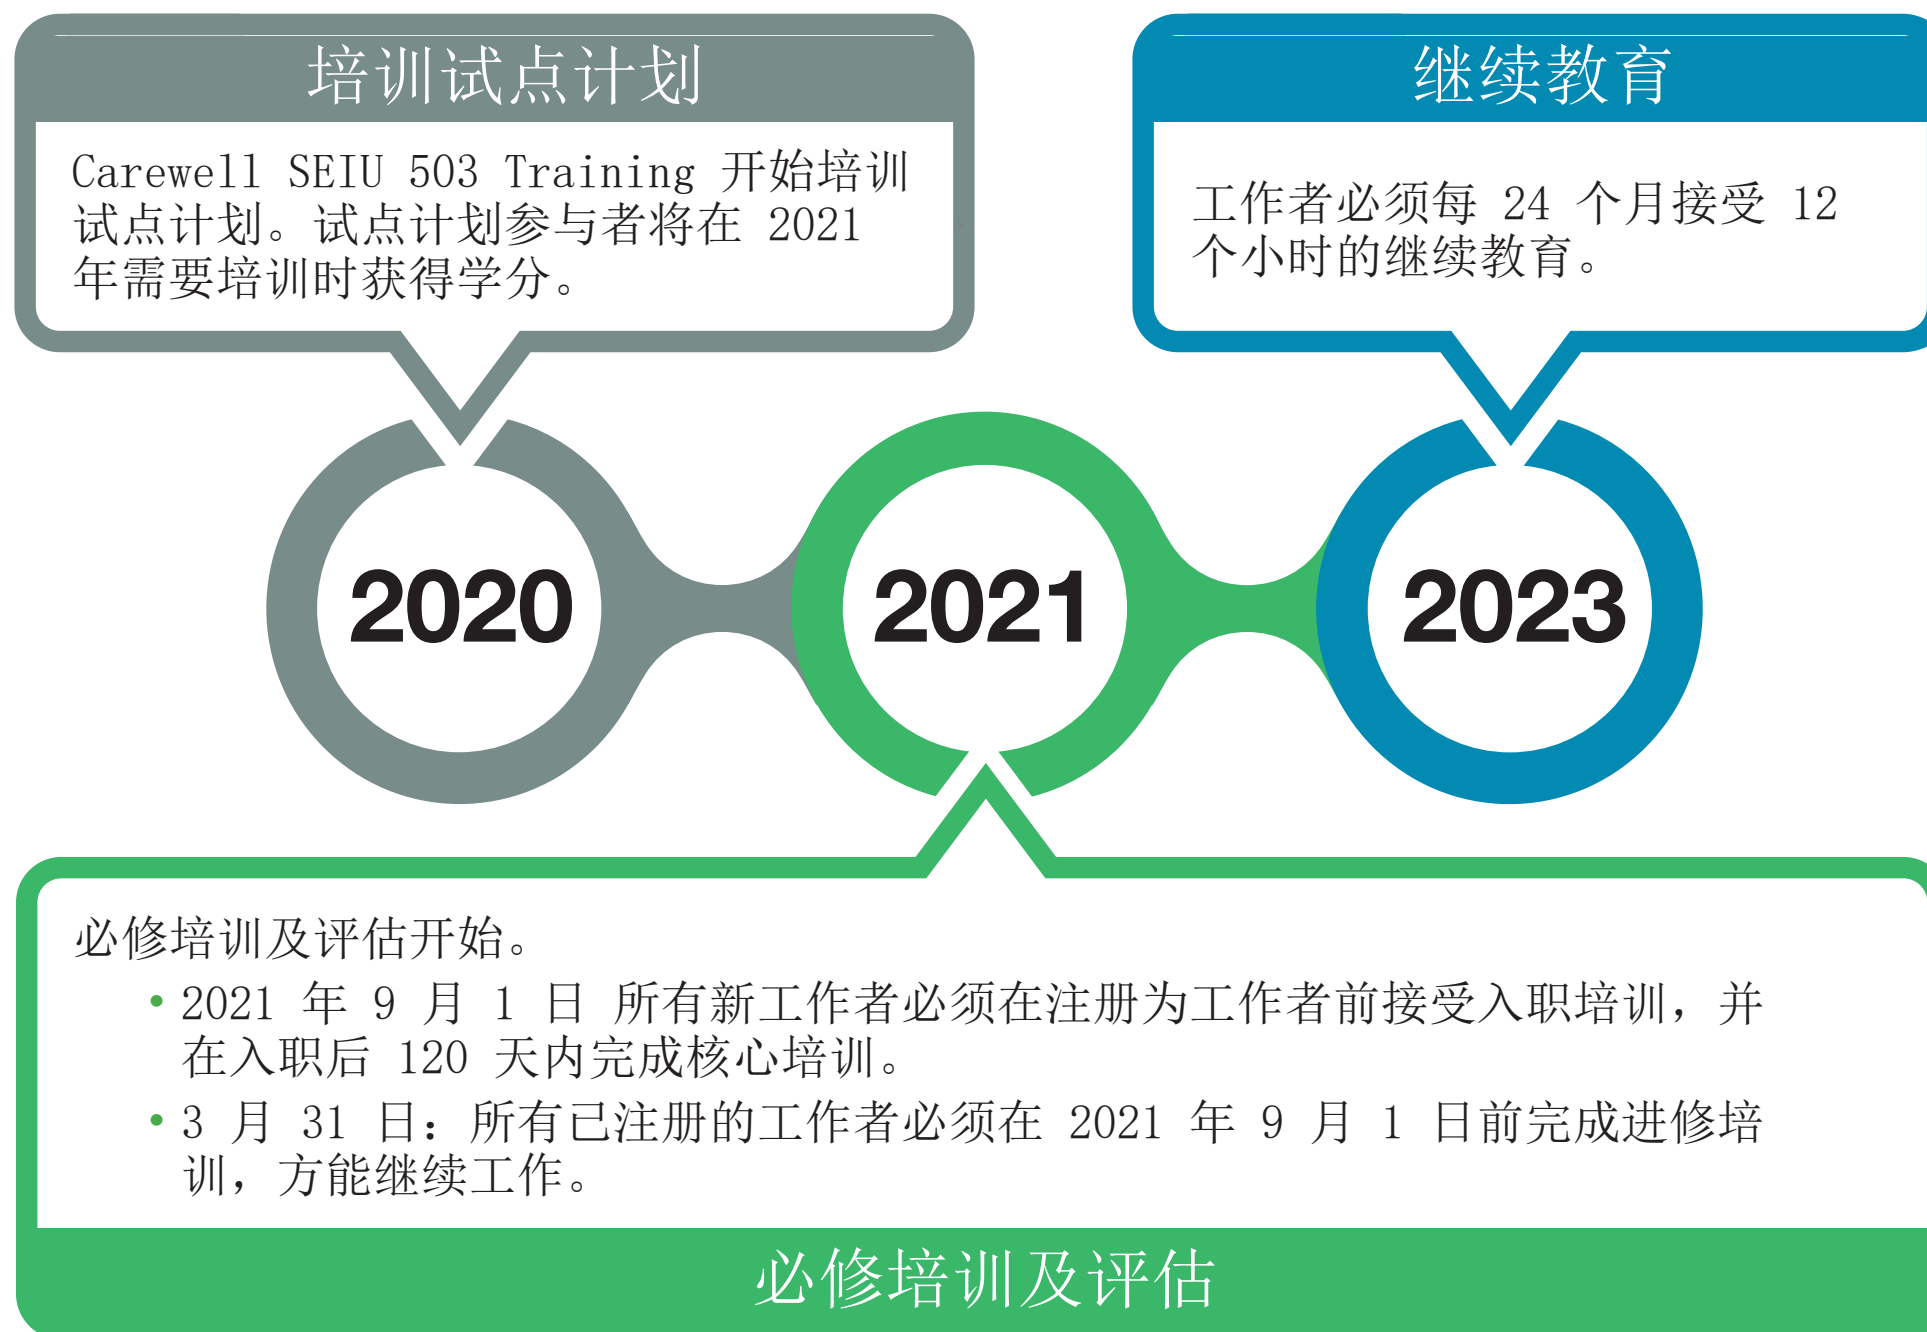 培训试点计划
Carewell SEIU 503 Training 开始培训
试点计划。试点计划参与者将在 2021
年需要培训时获得学分。
继续教育
工作者必须每 24 个月接受 12
个小时的继续教育。
2020
2021
2023
必修培训及评估开始。
• 2021 年 9 月 1 日 所有新工作者必须在注册为工作者前接受入职培训，并
在入职后 120 天内完成核心培训。
• 3 月 31 日：所有已注册的工作者必须在 2021 年 9 月 1 日前完成进修培
训，方能继续工作。
必修培训及评估